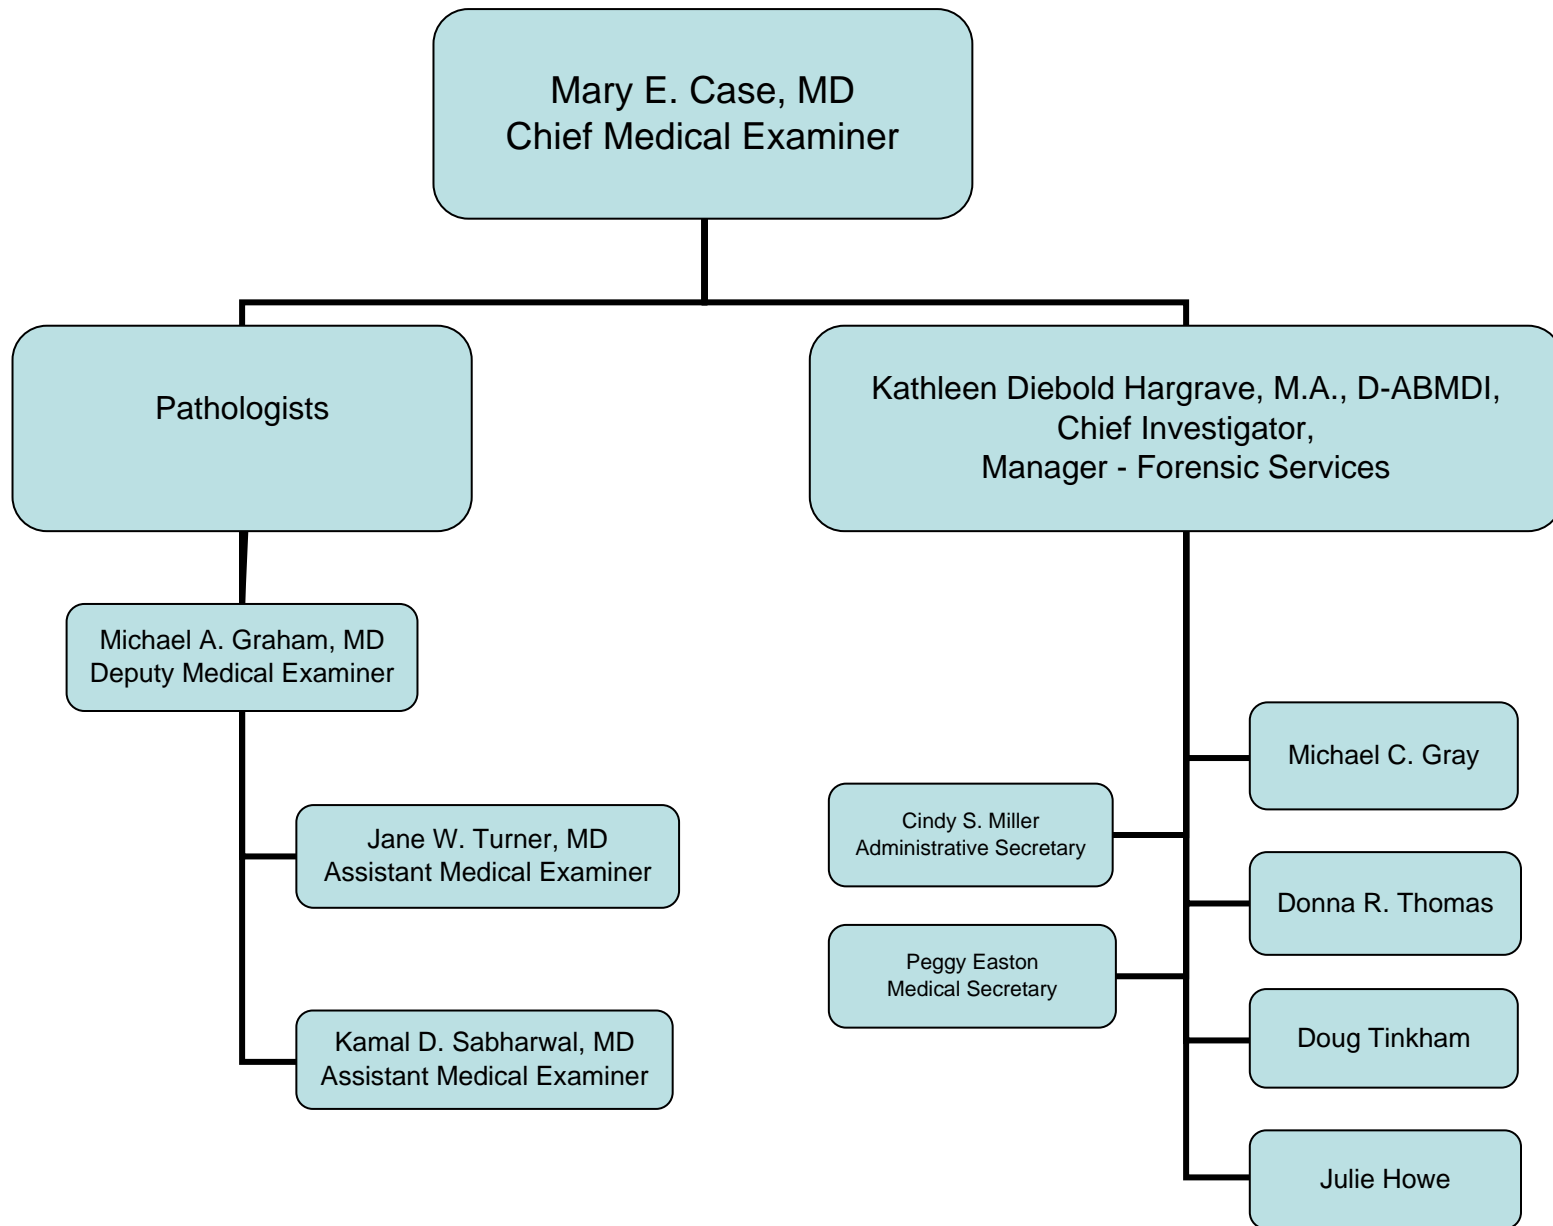 Mary E. Case, MD
Chief Medical Examiner
Pathologists
Kathleen Diebold Hargrave, M.A., D-ABMDI,
Chief Investigator,
Manager - Forensic Services
Michael A. Graham, MD
Deputy Medical Examiner
Jane W. Turner, MD
Assistant Medical Examiner
Kamal D. Sabharwal, MD
Assistant Medical Examiner
Cindy S. Miller
Administrative Secretary
Peggy Easton
Medical Secretary
Michael C. Gray
Donna R. Thomas
Doug Tinkham
Julie Howe